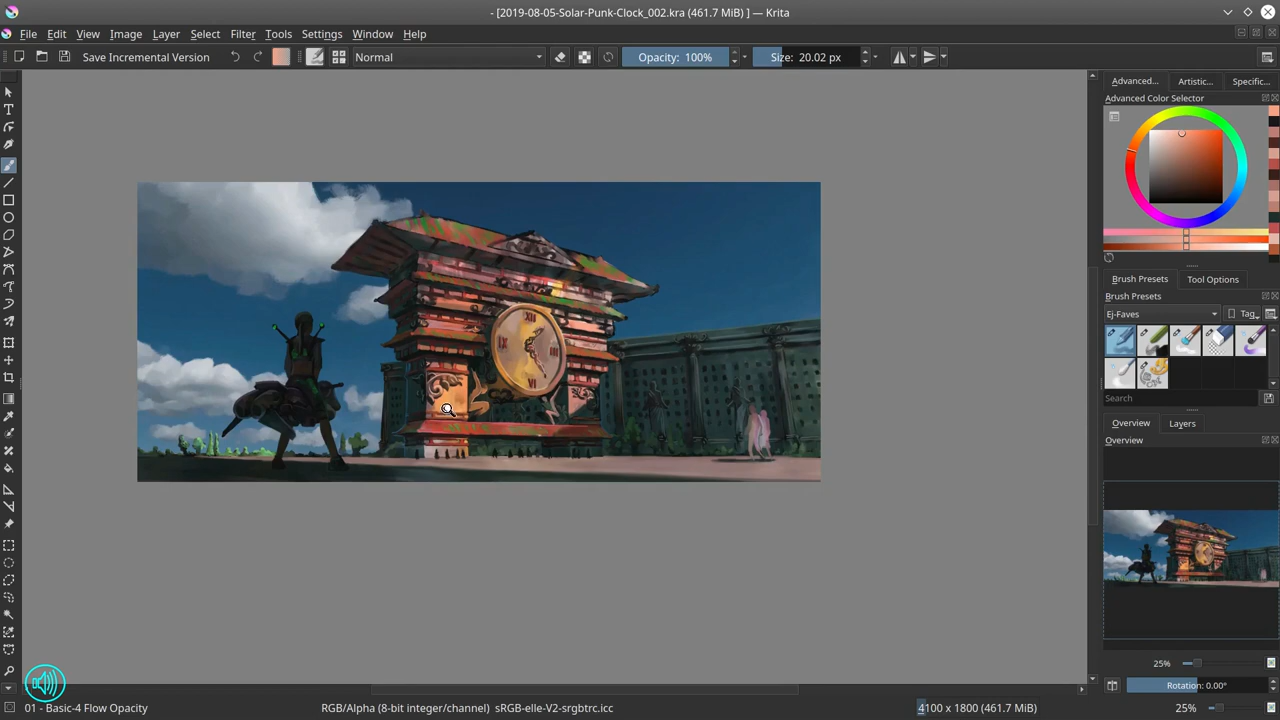 - [2019-08-05-Solar-Punk-Clock_002.kra (461.7 MiB) ] — Krita
File Edit View Image Layer Select Filter Tools Settings Window Help
Save Incremental Version Normal Opacity: 100% Size: 20.02 px
Advanced... Artistic... Specific...
Advanced Color Selector
Brush Presets Tool Options
Brush Presets
Ej-Faves Tag
Search
Overview Layers
Overview
XII
IX III
VI
25%
Rotation: 0.00°
01 - Basic-4 Flow Opacity RGB/Alpha (8-bit integer/channel) sRGB-elle-V2-srgbtrc.icc 4100 x 1800 (461.7 MiB) 25%